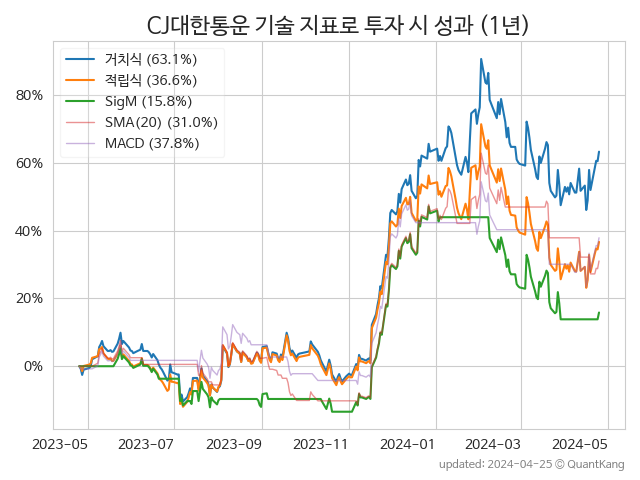 CJ대한통운 기술 지표로 투자 시 성과 (1년)
거치식 (63.1%)
적립식 (36.6%)
SigM (15.8%)
SMA(20) (31.0%)
MACD (37.8%)
80%
60%
40%
20%
0%
2023-05 2023-07 2023-09 2023-11 2024-01 2024-03 2024-05
updated: 2024-04-25 © QuantKang